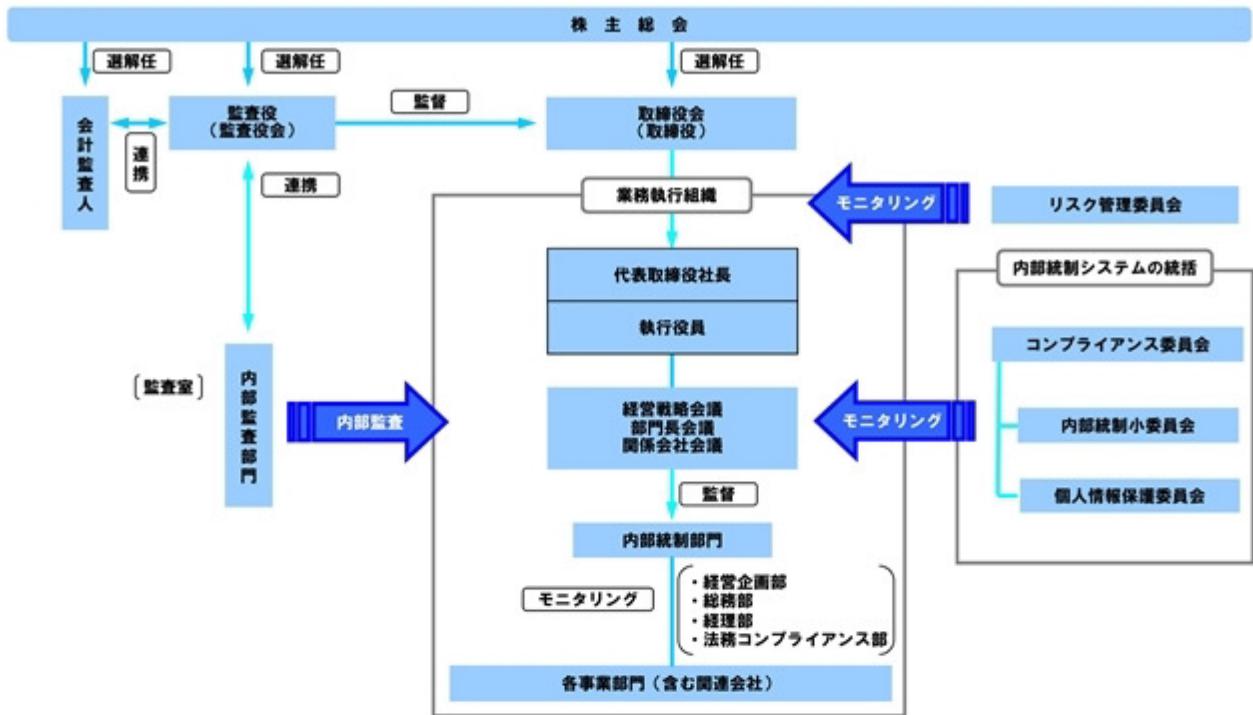 株主総会
選解任
選解任
選解任
会計監査人
連携
監査役
(監査役会)
監督
取締役会
(取締役)
連携
業務執行組織
モニタリング
リスク管理委員会
代表取締役社長
執行役員
内部統制システムの統括
コンプライアンス委員会
内部統制小委員会
個人情報保護委員会
[監査室]
内部監査部門
内部監査
経営戦略会議
部門長会議
関係会社会議
モニタリング
監督
内部統制部門
モニタリング
・経営企画部
・総務部
・経理部
・法務コンプライアンス部
各事業部門(含む関連会社)